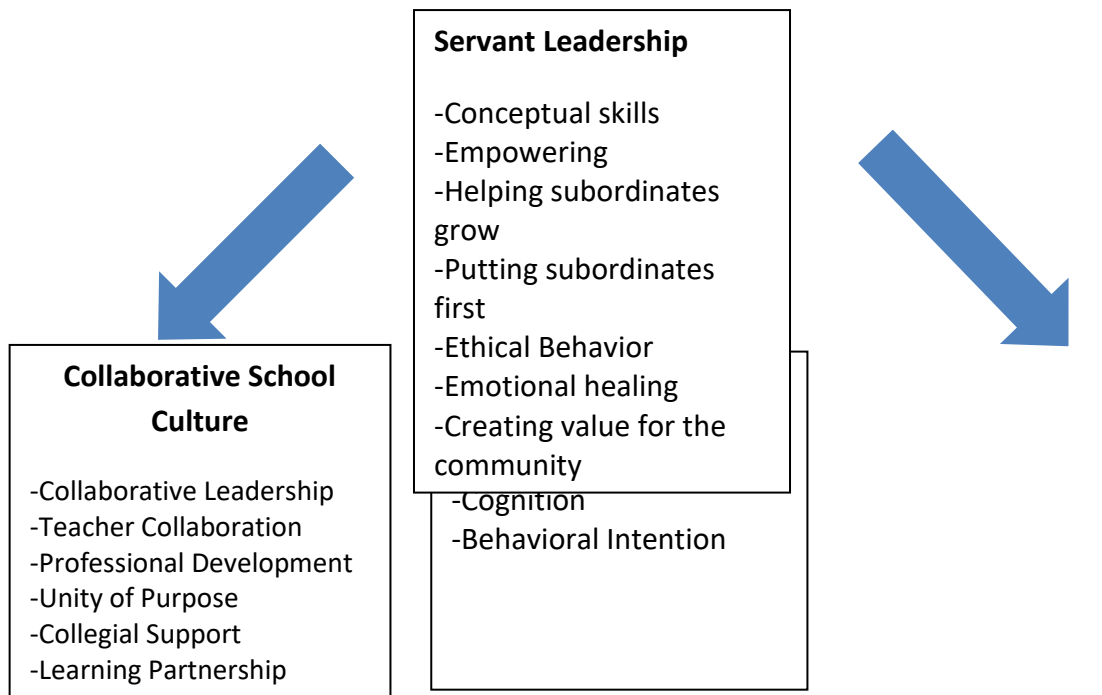 Servant Leadership
-Conceptual skills
-Empowering
-Helping subordinates
grow
-Putting subordinates
first
-Ethical Behavior
-Emotional healing
-Creating value for the
community
Collaborative School
Culture
-Collaborative Leadership
-Teacher Collaboration
-Professional Development
-Unity of Purpose
-Collegial Support
-Learning Partnership
-Cognition
-Behavioral Intention